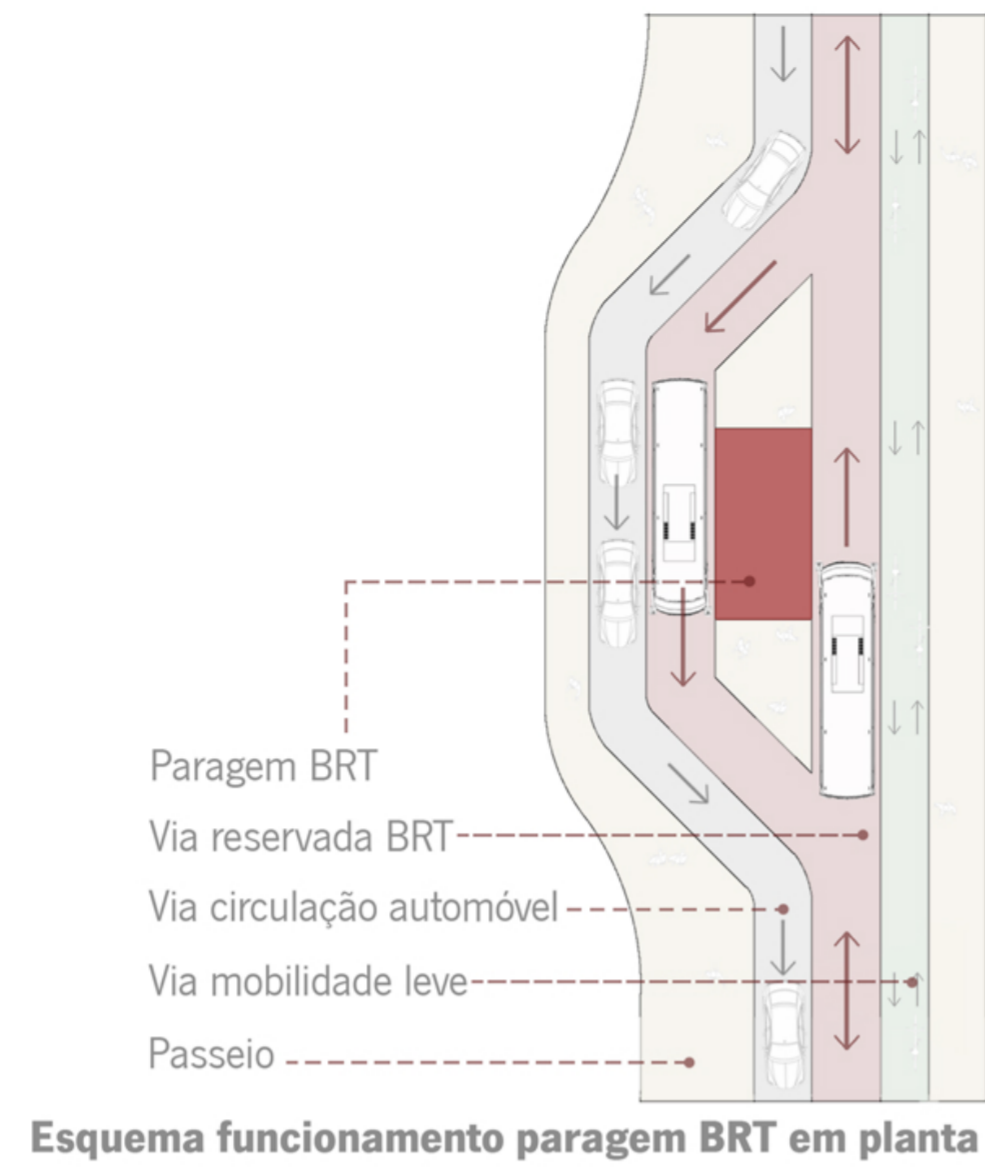 Paragem BRT
Via reservada BRT
Via circulação automóvel
Via mobilidade leve
Passeio
Esquema funcionamento paragem BRT em planta